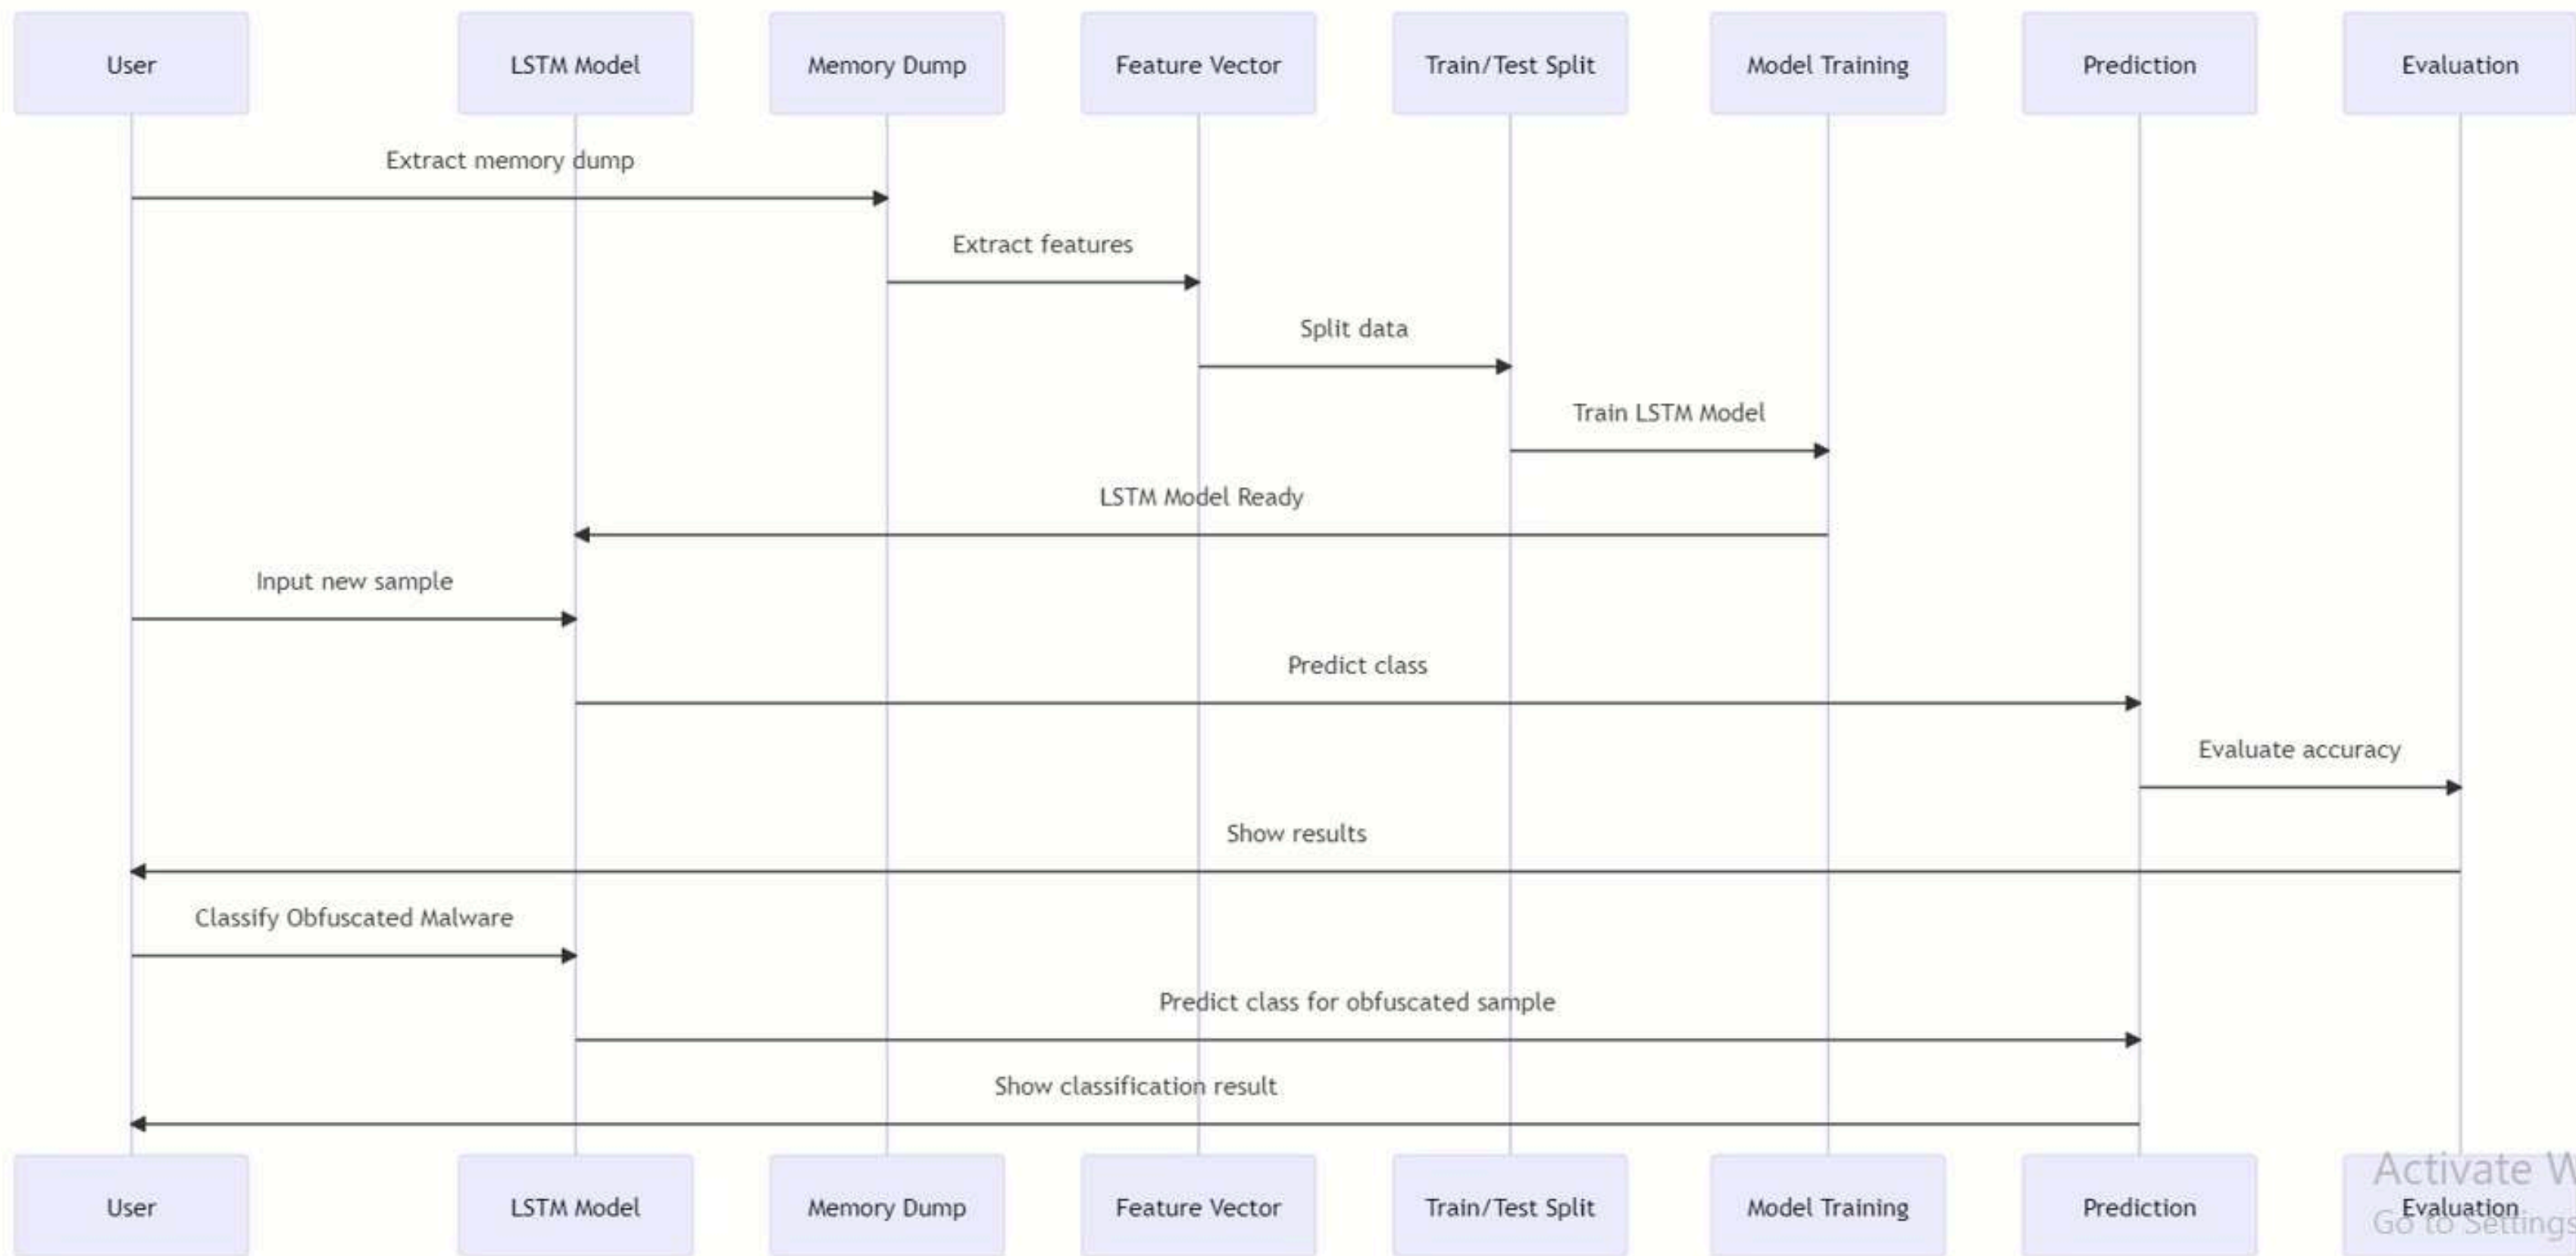 User
LSTM Model
Memory Dump
Feature Vector
Train/Test Split
Model Training
Prediction
Evaluation
Extract memory dump
Extract features
Split data
Train LSTM Model
LSTM Model Ready
Input new sample
Predict class
Evaluate accuracy
Show results
Classify Obfuscated Malware
Predict class for obfuscated sample
Show classification result
User
LSTM Model
Memory Dump
Feature Vector
Train/Test Split
Model Training
Prediction
Evaluation
Activate W
Go to Settings